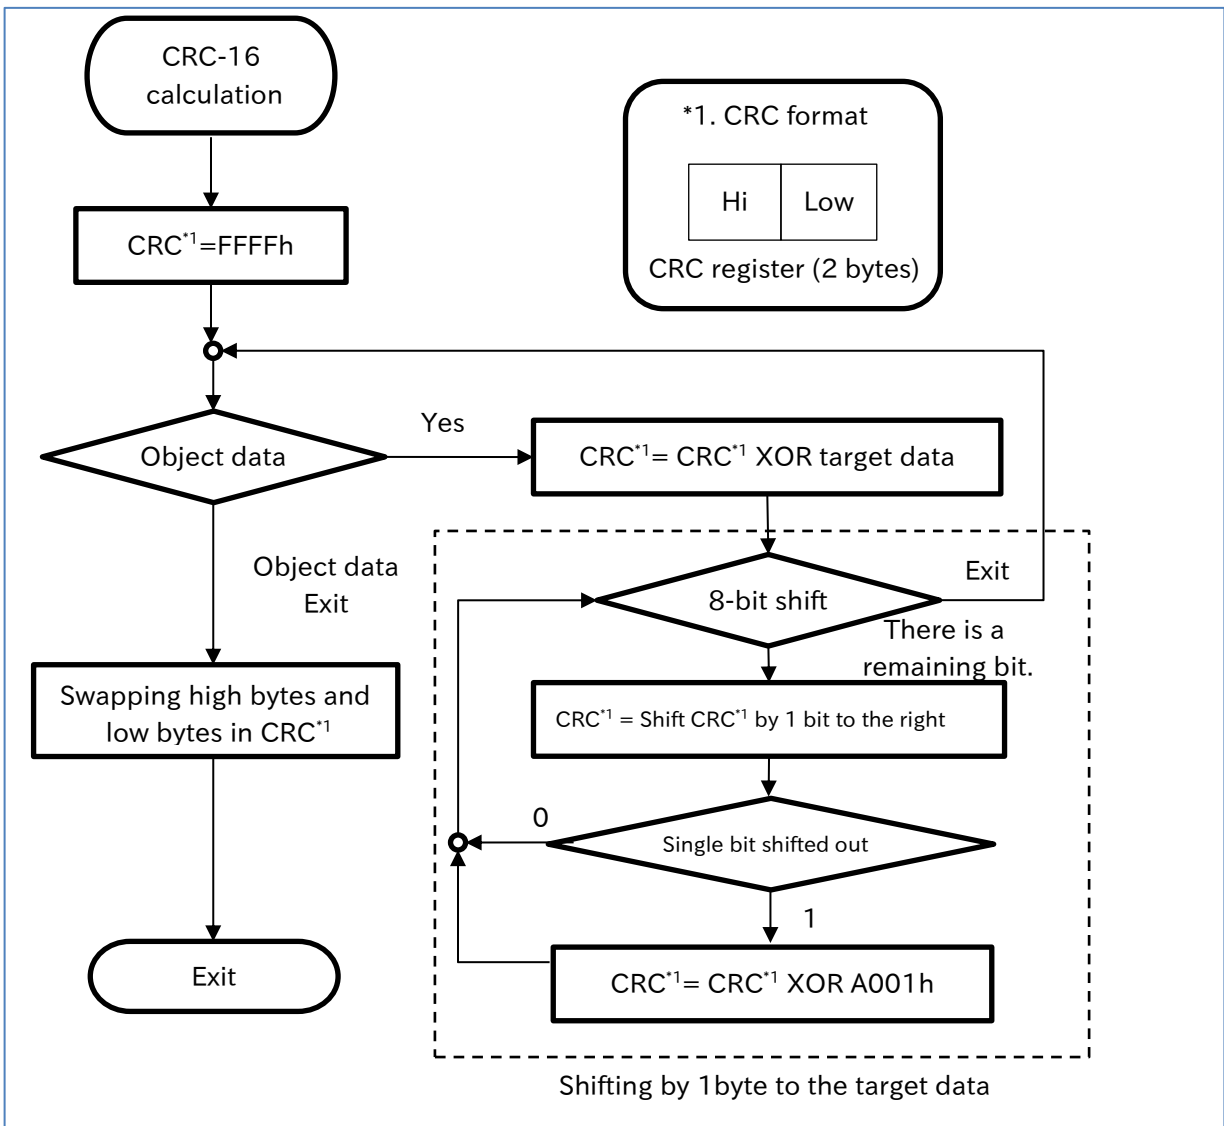 CRC-16
calculation
*1. CRC format
Hi
Low
CRC register (2 bytes)
CRC*1=FFFFh
Object data
Yes
CRC*1= CRC*1 XOR target data
Object data
Exit
8-bit shift
Exit
There is a
remaining bit.
Swapping high bytes and
low bytes in CRC*1
CRC*1 = Shift CRC*1 by 1 bit to the right
0
Single bit shifted out
1
Exit
CRC*1= CRC*1 XOR A001h
Shifting by 1byte to the target data